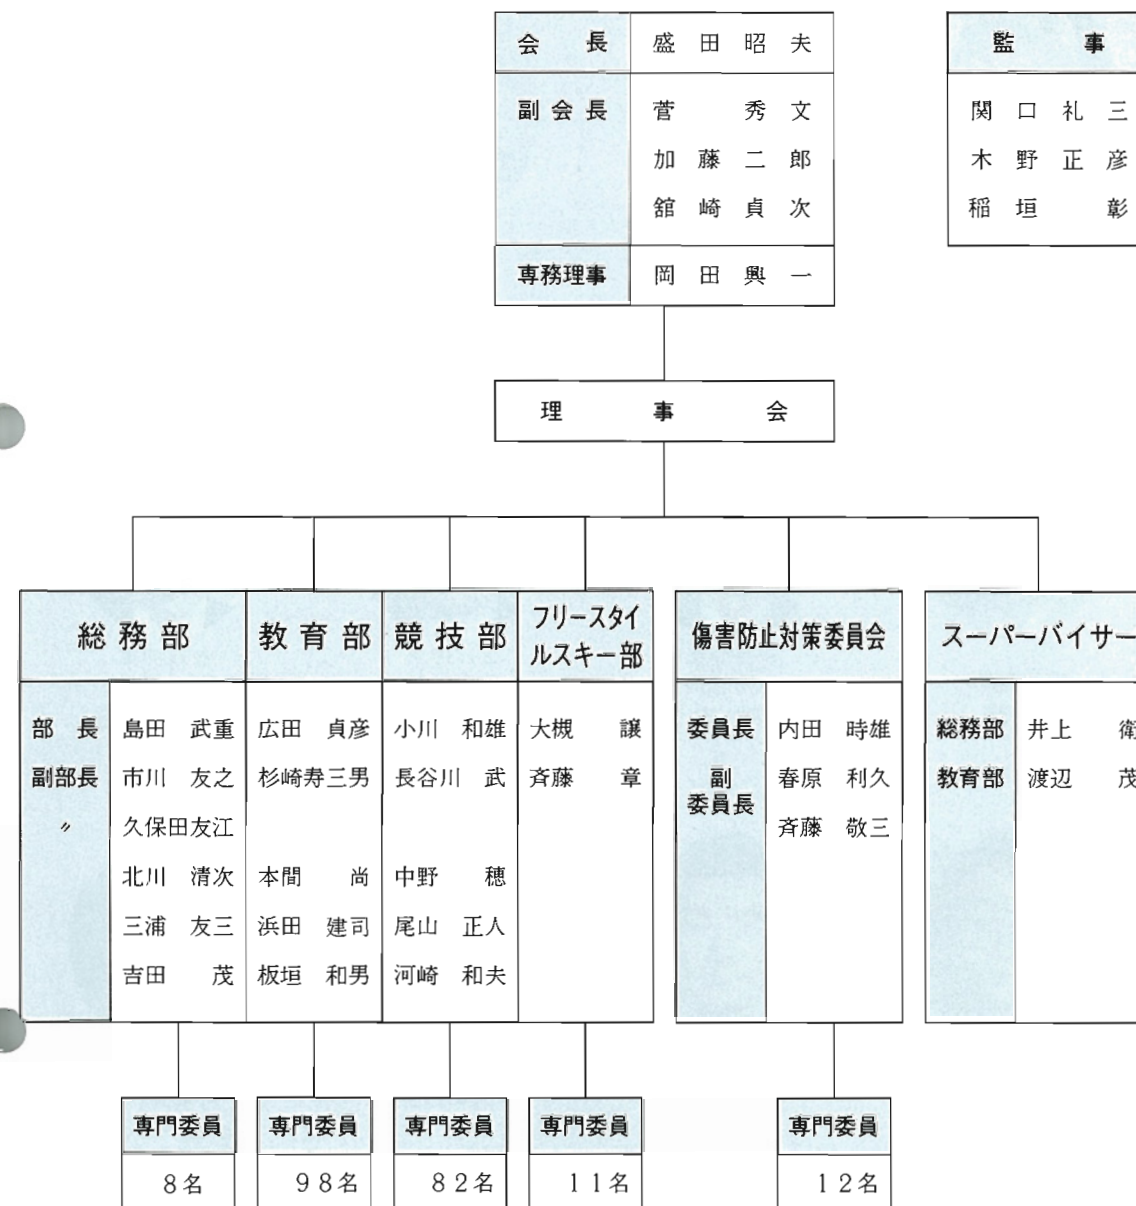 会長 盛田昭夫
副会長 菅 秀文
加藤二郎
舘崎貞次
専務理事 岡田興一
監事
関口礼三
木野正彦
稲垣 彰
理事会
総務部
部長 島田 武重
副部長 市川 友之
〃 久保田友江
北川 清次
三浦 友三
吉田 茂
教育部
広田 貞彦
杉崎寿三男
本間 尚
浜田 建司
板垣 和男
競技部
小川 和雄
長谷川 武
中野 穂
尾山 正人
河崎 和夫
フリースタイ
ルスキー部
大槻 譲
斉藤 章
傷害防止対策委員会
委員長 内田 時雄
副
委員長 春原 利久
斉藤 敬三
スーパーバイザー
総務部 井上 衛
教育部 渡辺 茂
専門委員
8名
専門委員
98名
専門委員
82名
専門委員
11名
専門委員
12名